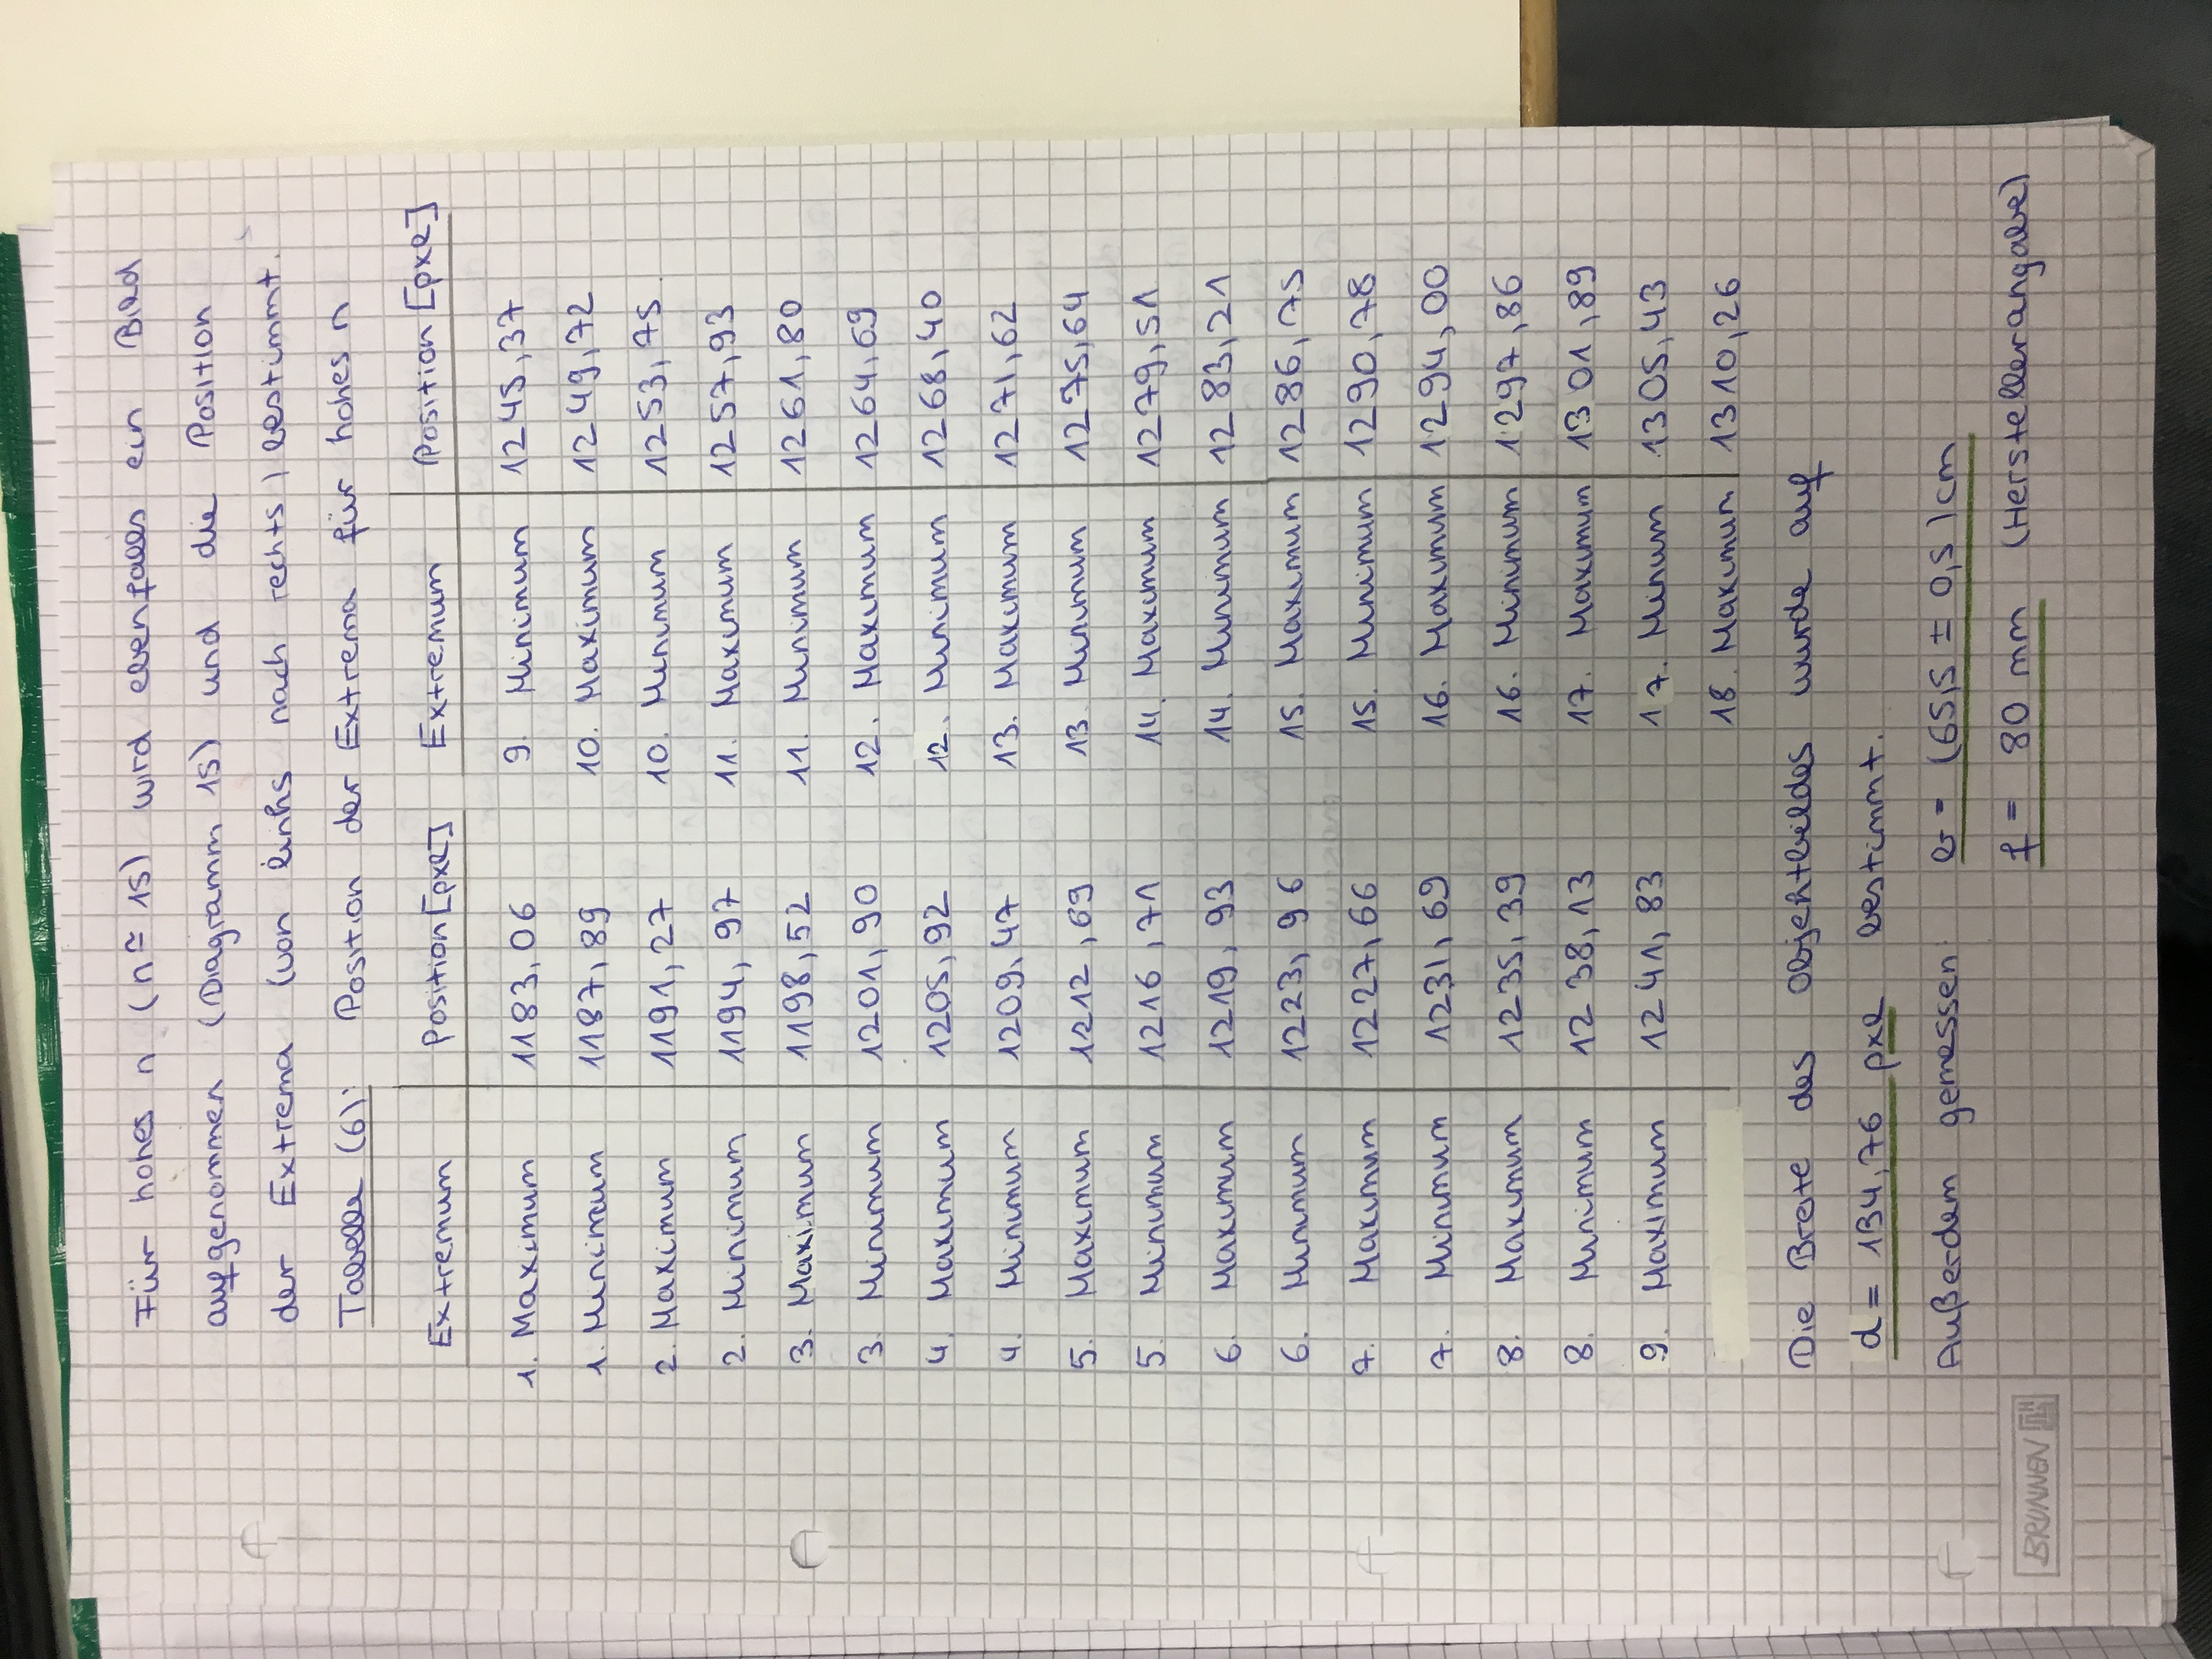 Für hohes n (n ≈ 15) wird ebenfalls ein Bild
aufgenommen (Diagramm 15) und die Position
der Extrema (von links nach rechts) bestimmt.
Tabelle (6): Position der Extrema für hohes n
Extremum Position [pxl] Extremum Position [pxl]
1. Maximum 1183,06 9. Minimum 1245,37
1. Minimum 1187,89 10. Maximum 1249,72
2. Maximum 1191,27 10. Minimum 1253,75
2. Minimum 1194,97 11. Maximum 1257,93
3. Maximum 1198,52 11. Minimum 1261,80
3. Minimum 1201,90 12. Maximum 1264,69
4. Maximum 1205,92 12. Minimum 1268,40
4. Minimum 1209,47 13. Maximum 1271,62
5. Maximum 1212,69 13. Minimum 1275,64
5. Minimum 1216,71 14. Maximum 1279,51
6. Maximum 1219,93 14. Minimum 1283,21
6. Minimum 1223,96 15. Maximum 1286,75
7. Maximum 1227,66 15. Minimum 1290,78
7. Minimum 1231,69 16. Maximum 1294,00
8. Maximum 1235,39 16. Minimum 1297,86
8. Minimum 1238,13 17. Maximum 1301,89
9. Maximum 1241,83 17. Minum 1305,43
18. Maximum 1310,26
Die Breite des Objektbildes wurde auf
d = 134,76 pxl bestimmt.
Außerdem gemessen: b = (65,5 ± 0,5) cm
f = 80 mm (Herstellerangabe)
BRUNNEN